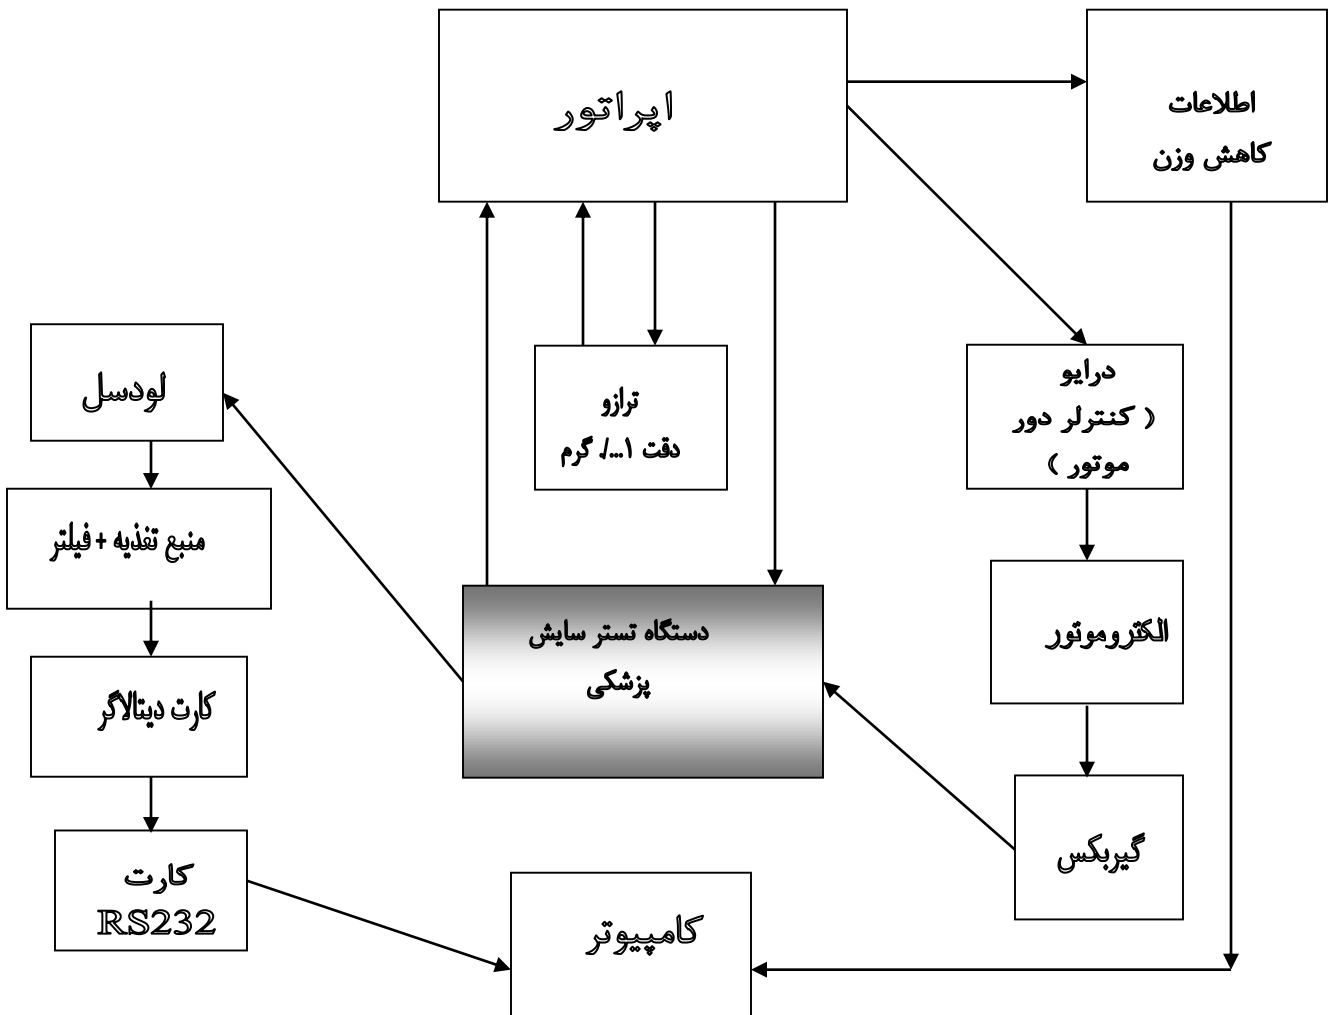 اپراتور
اطلاعات
کاهش وزن
لودسل
ترازو
دقت ۱...۰/ گرم
درایو
( کنترلر دور
موتور )
منبع تغذیه + فیلتر
الکتروموتور
دستگاه تستر سایش
پزشکی
کارت دیتالاگر
گیربکس
کارت
RS232
کامپیوتر